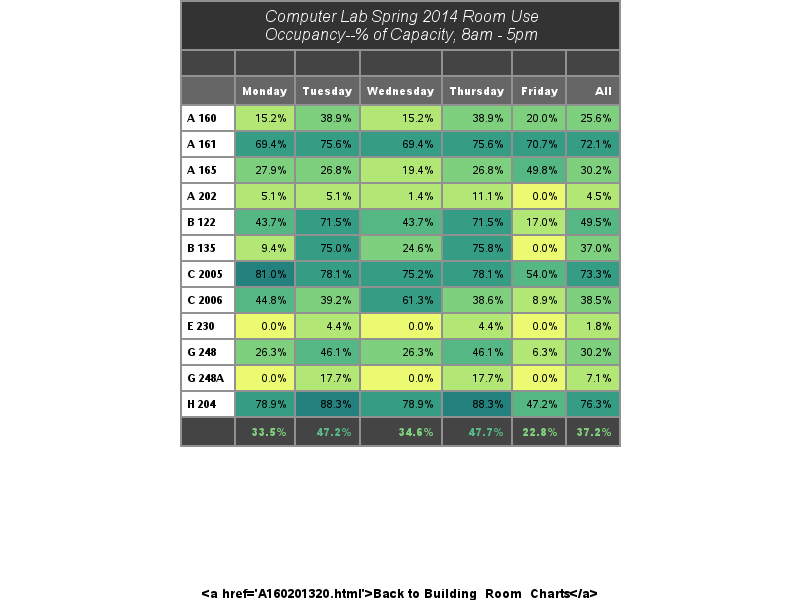 Computer Lab Spring 2014 Room Use
Occupancy--% of Capacity, 8am - 5pm
Monday Tuesday Wednesday Thursday Friday All
A 160 15.2% 38.9% 15.2% 38.9% 20.0% 25.6%
A 161 69.4% 75.6% 69.4% 75.6% 70.7% 72.1%
A 165 27.9% 26.8% 19.4% 26.8% 49.8% 30.2%
A 202 5.1% 5.1% 1.4% 11.1% 0.0% 4.5%
B 122 43.7% 71.5% 43.7% 71.5% 17.0% 49.5%
B 135 9.4% 75.0% 24.6% 75.8% 0.0% 37.0%
C 2005 81.0% 78.1% 75.2% 78.1% 54.0% 73.3%
C 2006 44.8% 39.2% 61.3% 38.6% 8.9% 38.5%
E 230 0.0% 4.4% 0.0% 4.4% 0.0% 1.8%
G 248 26.3% 46.1% 26.3% 46.1% 6.3% 30.2%
G 248A 0.0% 17.7% 0.0% 17.7% 0.0% 7.1%
H 204 78.9% 88.3% 78.9% 88.3% 47.2% 76.3%
33.5% 47.2% 34.6% 47.7% 22.8% 37.2%
<a href='A160201320.html'>Back to Building_Room_Charts</a>